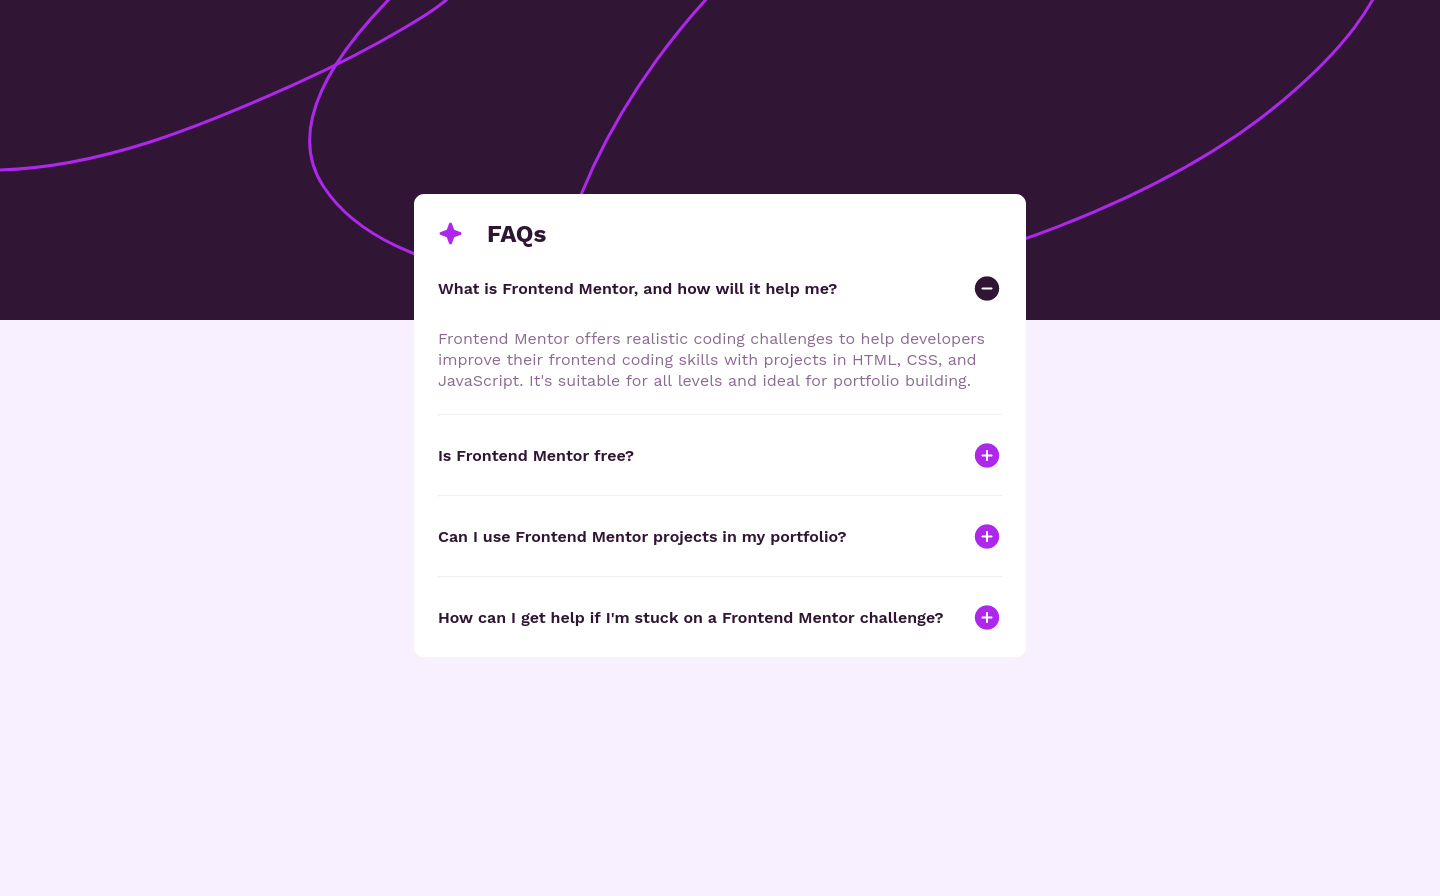 FAQs
What is Frontend Mentor, and how will it help me?
Frontend Mentor offers realistic coding challenges to help developers
improve their frontend coding skills with projects in HTML, CSS, and
JavaScript. It's suitable for all levels and ideal for portfolio building.
Is Frontend Mentor free?
Can I use Frontend Mentor projects in my portfolio?
How can I get help if I'm stuck on a Frontend Mentor challenge?